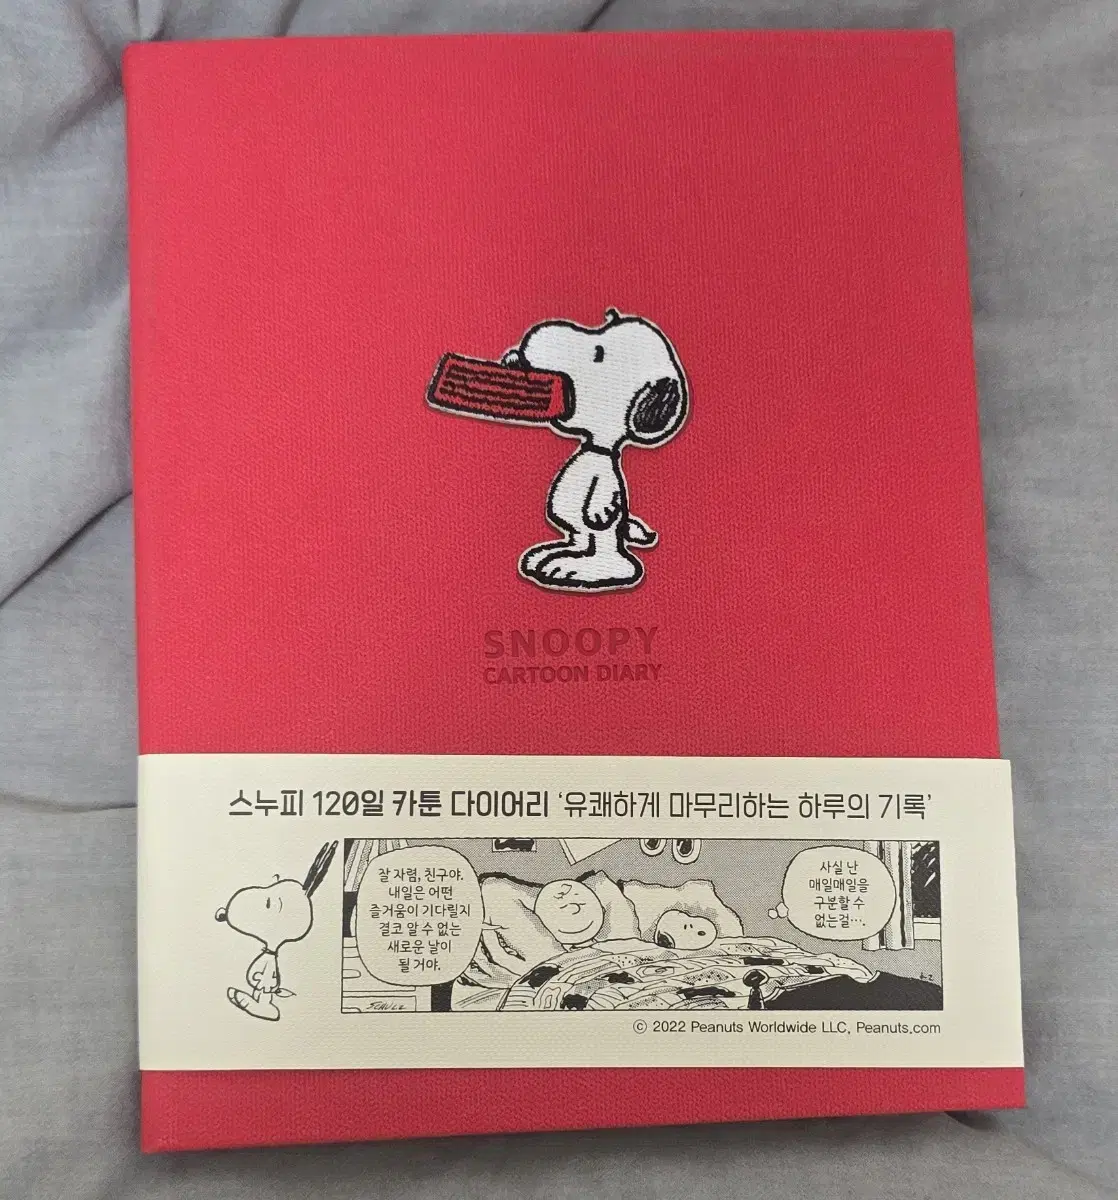 SNOOPY
CARTOON DIARY
스누피 120일 카툰 다이어리 ‘유쾌하게 마무리하는 하루의 기록’
잘 자렴, 친구야.
내일은 어떤
즐거움이 기다릴지
결코 알 수 없는
새로운 날이
될 거야.
사실 난
매일매일을
구분할 수
없는걸….
SCHULZ
ⓒ 2022 Peanuts Worldwide LLC, Peanuts.com